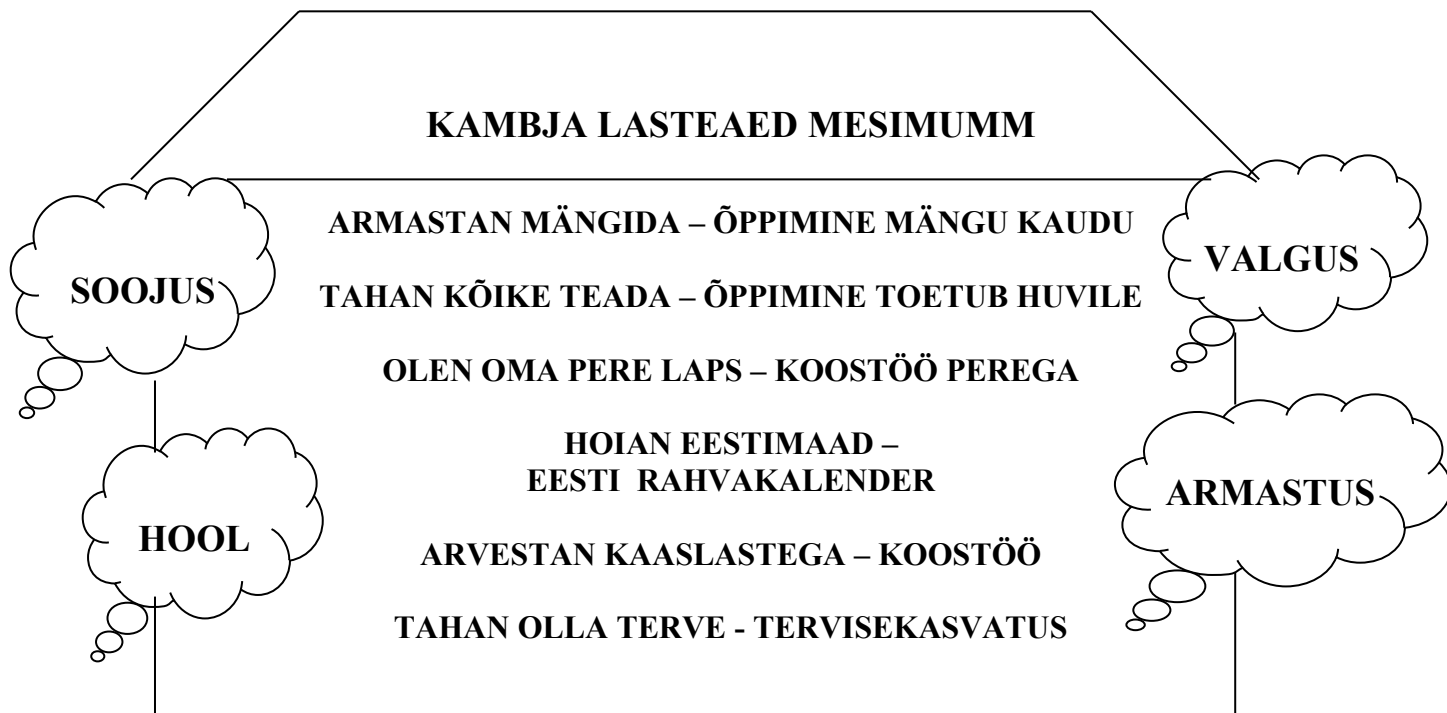 KAMBJA LASTEAED MESIMUMM
ARMASTAN MÄNGIDA – ÕPPIMINE MÄNGU KAUDU
VALGUS
SOOJUS
TAHAN KÕIKE TEADA – ÕPPIMINE TOETUB HUVILE
OLEN OMA PERE LAPS – KOOSTÖÖ PEREGA
HOIAN EESTIMAAD –
EESTI RAHVAKALENDER
ARMASTUS
HOOL
ARVESTAN KAASLASTEGA – KOOSTÖÖ
TAHAN OLLA TERVE - TERVISEKASVATUS